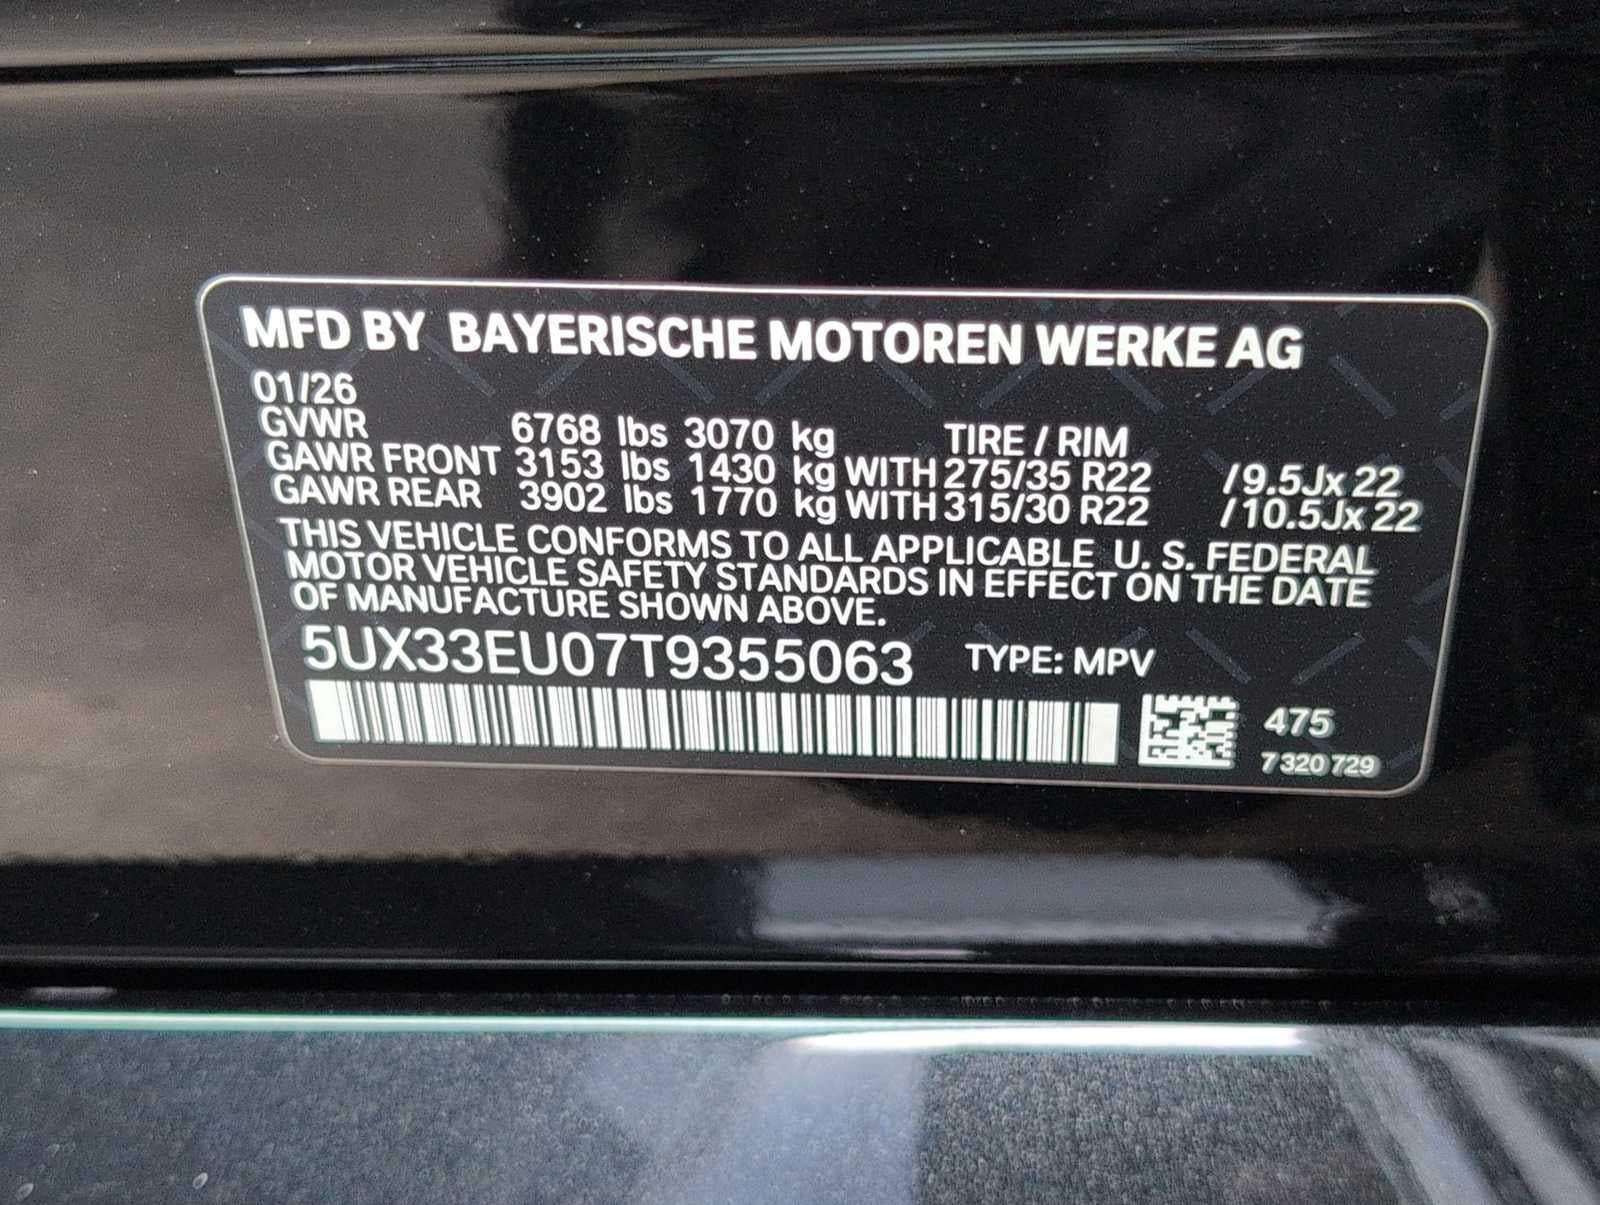 MFD BY BAYERISCHE MOTOREN WERKE AG
01/26
GVWR 6768 lbs 3070 kg TIRE / RIM
GAWR FRONT 3153 lbs 1430 kg WITH 275/35 R22 /9.5Jx 22
GAWR REAR 3902 lbs 1770 kg WITH 315/30 R22 /10.5Jx 22
THIS VEHICLE CONFORMS TO ALL APPLICABLE U. S. FEDERAL
MOTOR VEHICLE SAFETY STANDARDS IN EFFECT ON THE DATE
OF MANUFACTURE SHOWN ABOVE.
5UX33EU07T9355063 TYPE: MPV
475
7 320 729